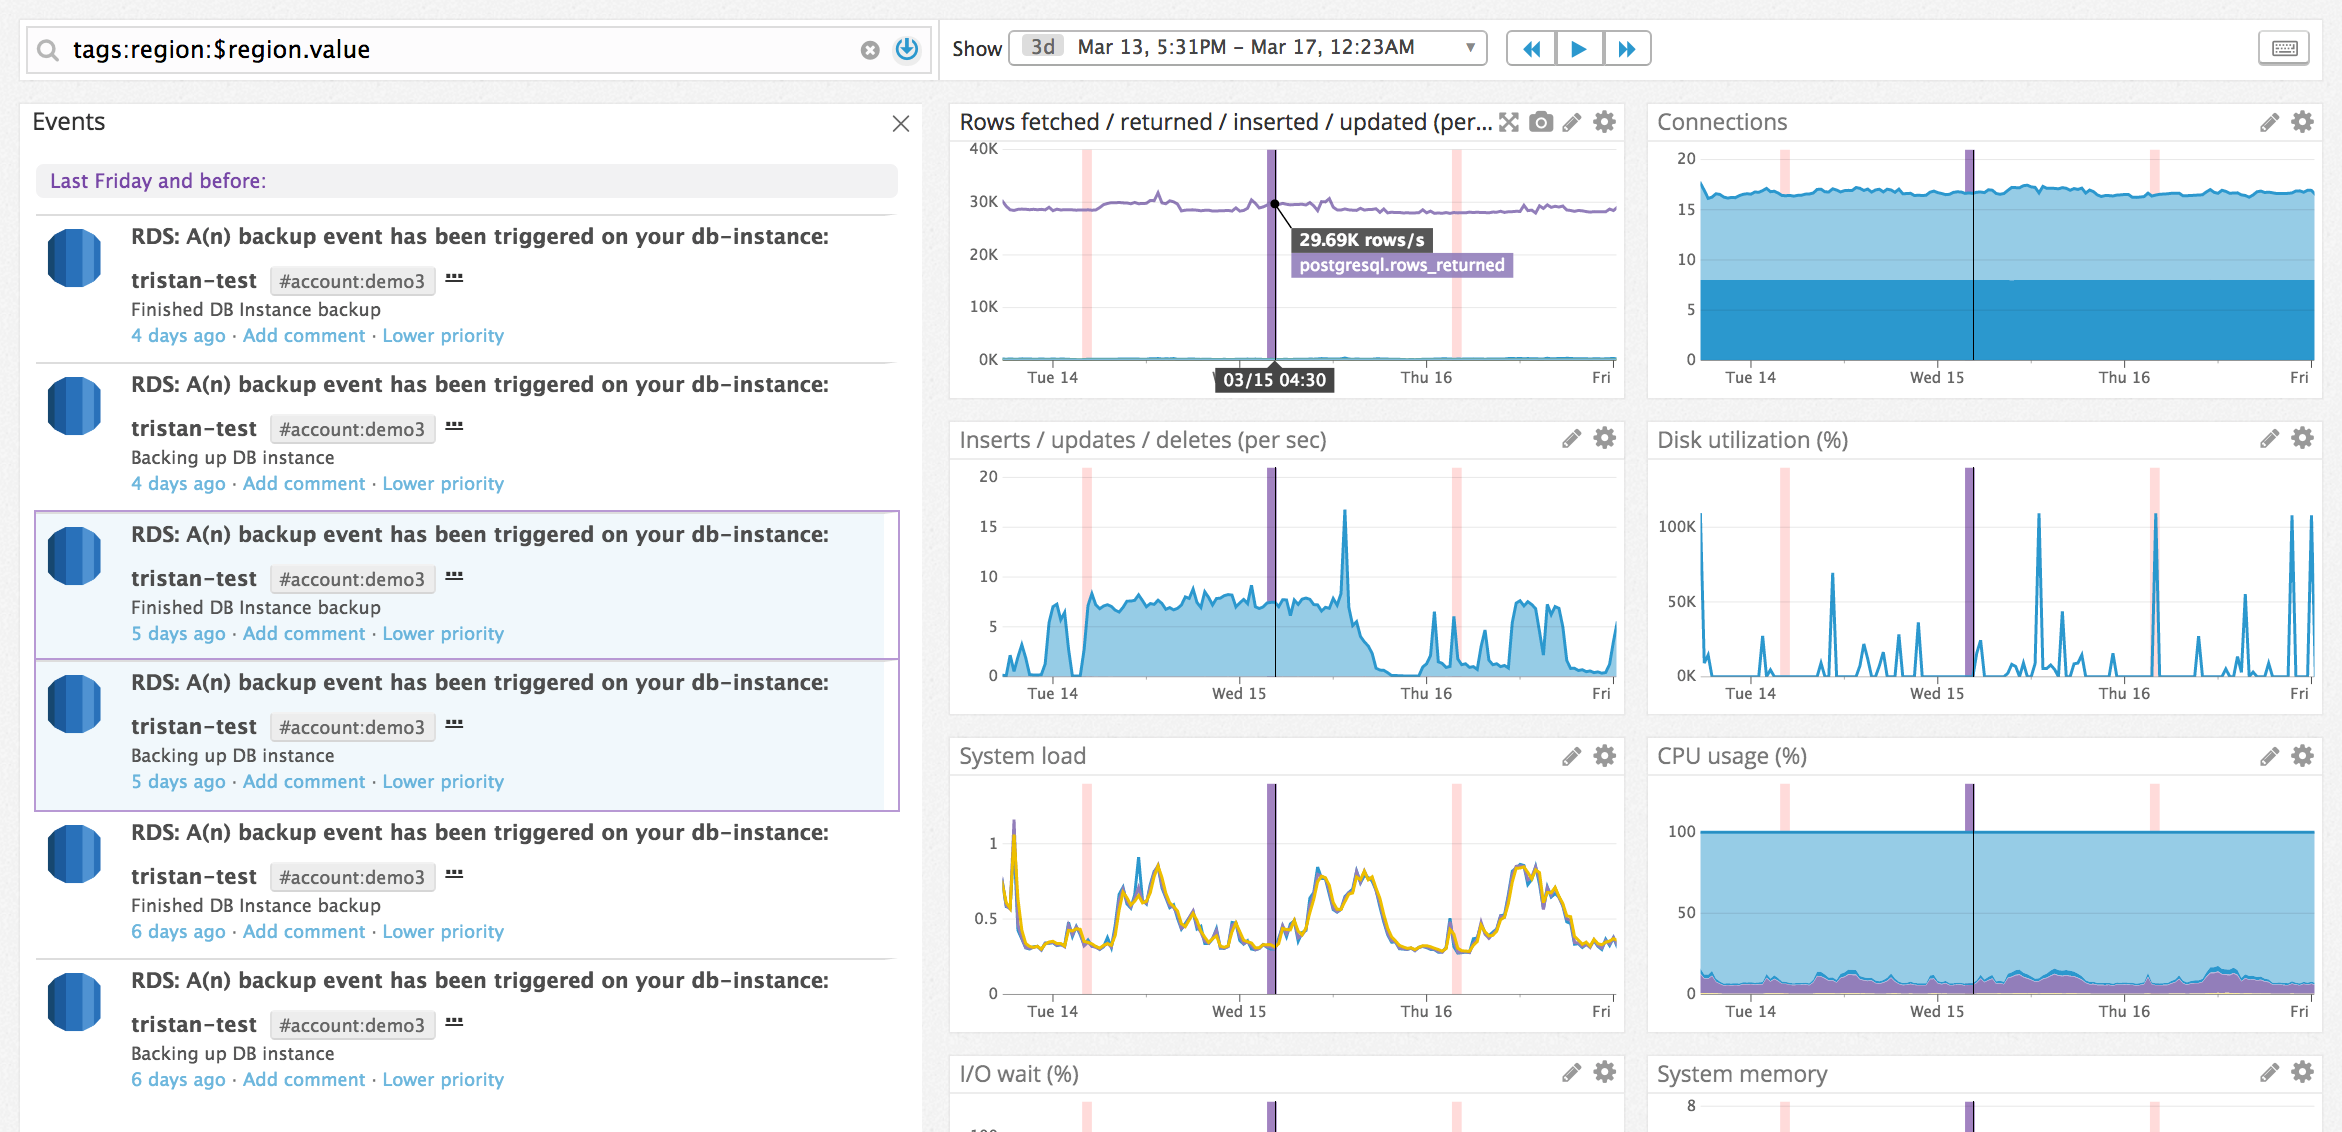 tags:region:$region.value
Show 3d Mar 13, 5:31PM – Mar 17, 12:23AM
Events
Last Friday and before:
RDS: A(n) backup event has been triggered on your db-instance:
tristan-test #account:demo3
Finished DB Instance backup
4 days ago · Add comment · Lower priority
RDS: A(n) backup event has been triggered on your db-instance:
tristan-test #account:demo3
Backing up DB instance
4 days ago · Add comment · Lower priority
RDS: A(n) backup event has been triggered on your db-instance:
tristan-test #account:demo3
Finished DB Instance backup
5 days ago · Add comment · Lower priority
RDS: A(n) backup event has been triggered on your db-instance:
tristan-test #account:demo3
Backing up DB instance
5 days ago · Add comment · Lower priority
RDS: A(n) backup event has been triggered on your db-instance:
tristan-test #account:demo3
Finished DB Instance backup
6 days ago · Add comment · Lower priority
RDS: A(n) backup event has been triggered on your db-instance:
tristan-test #account:demo3
Backing up DB instance
6 days ago · Add comment · Lower priority
Rows fetched / returned / inserted / updated (per...
40K
30K
20K
10K
0K
29.69K rows/s
postgresql.rows_returned
Tue 14 03/15 04:30 Thu 16 Fri
Connections
20
15
10
5
0
Tue 14 Wed 15 Thu 16 Fri
Inserts / updates / deletes (per sec)
20
15
10
5
0
Tue 14 Wed 15 Thu 16 Fri
Disk utilization (%)
100K
50K
0K
Tue 14 Wed 15 Thu 16 Fri
System load
1
0.5
0
Tue 14 Wed 15 Thu 16 Fri
CPU usage (%)
100
50
0
Tue 14 Wed 15 Thu 16 Fri
I/O wait (%)
System memory
8